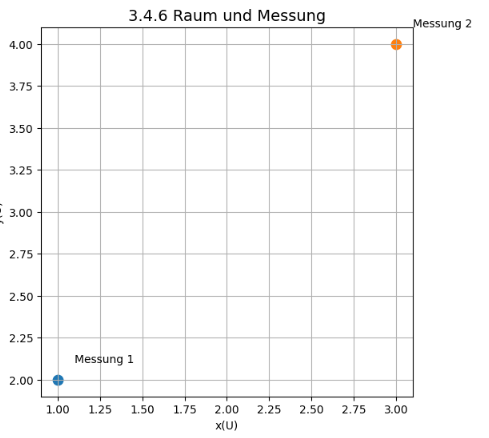 3.4.6 Raum und Messung
Messung 2
4.00
3.75
3.50
3.25
3.00
2.75
2.50
2.25
Messung 1
2.00
1.00 1.25 1.50 1.75 2.00 2.25 2.50 2.75 3.00
x(U)